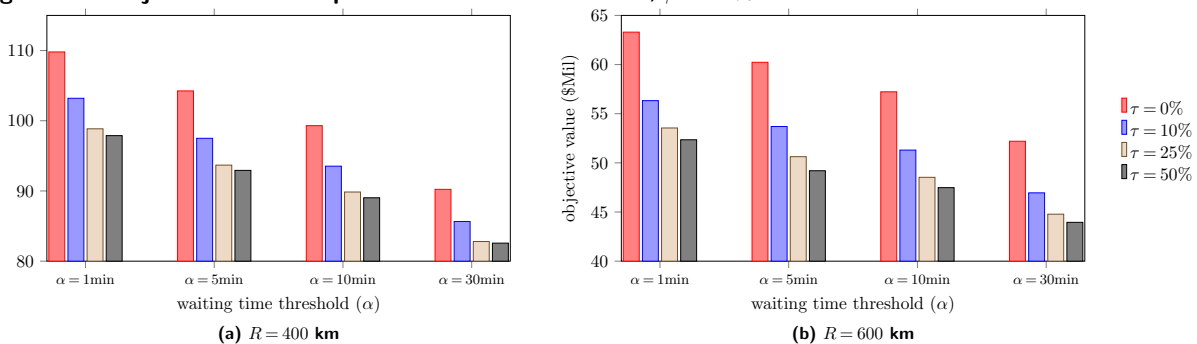 110
100
90
80
α = 1min
α = 5min
α = 10min
α = 30min
waiting time threshold (α)
(a) R = 400 km
objective value ($Mil)
65
60
55
50
45
40
α = 1min
α = 5min
α = 10min
α = 30min
waiting time threshold (α)
(b) R = 600 km
τ = 0%
τ = 10%
τ = 25%
τ = 50%